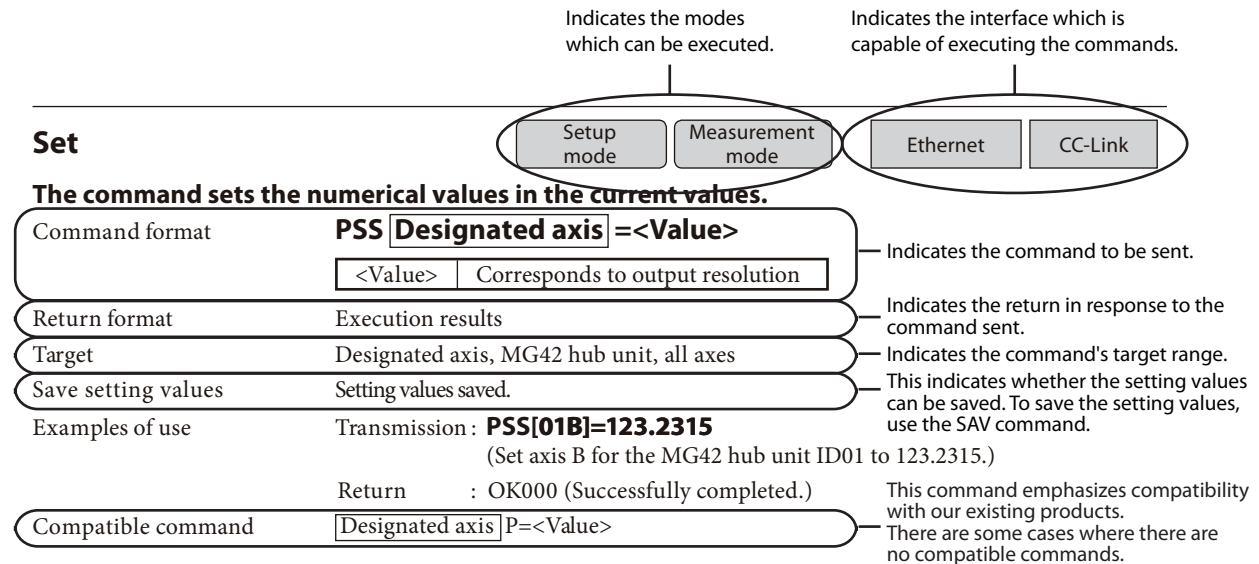 Indicates the modes
which can be executed.
Indicates the interface which is
capable of executing the commands.
Set
Setup
mode
Measurement
mode
Ethernet
CC-Link
The command sets the numerical values in the current values.
Command format
PSS Designated axis =<Value>
<Value> Corresponds to output resolution
Indicates the command to be sent.
Return format
Execution results
Indicates the return in response to the
command sent.
Target
Designated axis, MG42 hub unit, all axes
Indicates the command's target range.
Save setting values
Setting values saved.
This indicates whether the setting values
can be saved. To save the setting values,
use the SAV command.
Examples of use
Transmission : PSS[01B]=123.2315
(Set axis B for the MG42 hub unit ID01 to 123.2315.)
Return : OK000 (Successfully completed.)
Compatible command
Designated axis P=<Value>
This command emphasizes compatibility
with our existing products.
There are some cases where there are
no compatible commands.